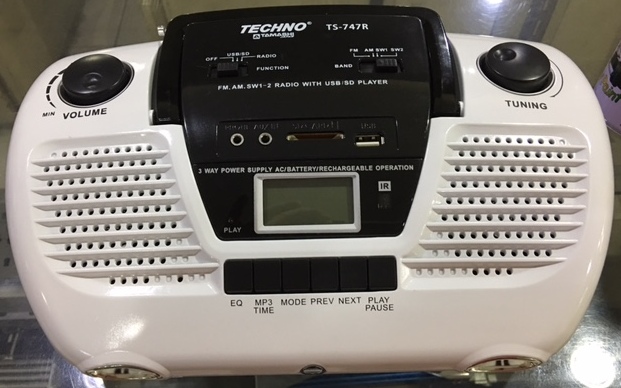 TECHNO® TS-747R
TAMASHI
USB/SD
OFF RADIO
FUNCTION
FM AM SW1 SW2
BAND
FM.AM.SW1-2 RADIO WITH USB/SD PLAYER
MIN VOLUME
TUNING
USB
3 WAY POWER SUPPLY AC/BATTERY/RECHARGEABLE OPERATION
IR
PLAY
EQ MP3 MODE PREV NEXT PLAY
TIME PAUSE